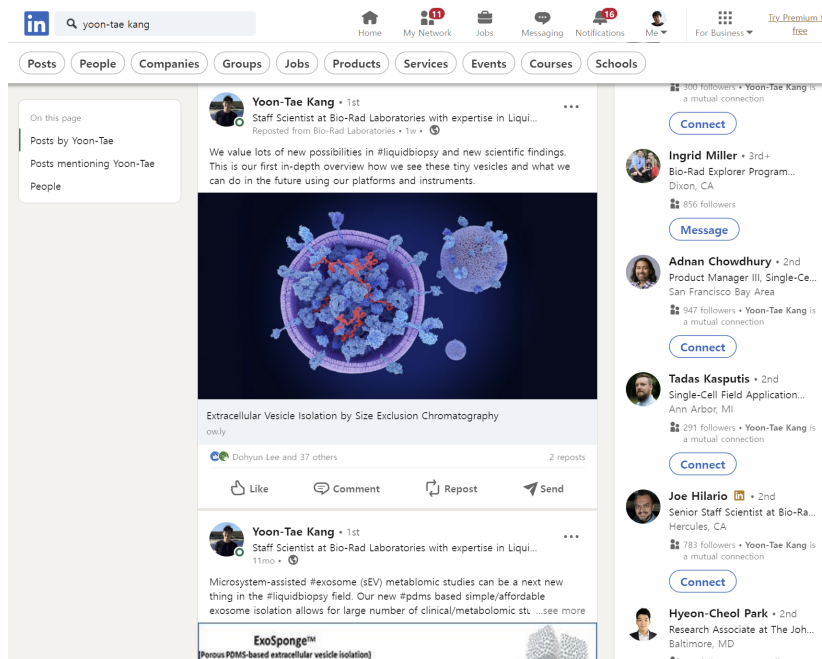 in
yoon-tae kang
11
16
Home
My Network
Jobs
Messaging
Notifications
Me
For Business
Try Premium f
free
Posts
People
Companies
Groups
Jobs
Products
Services
Events
Courses
Schools
On this page
Posts by Yoon-Tae
Posts mentioning Yoon-Tae
People
Yoon-Tae Kang • 1st
Staff Scientist at Bio-Rad Laboratories with expertise in Liqui...
Reposted from Bio-Rad Laboratories • 1w •
We value lots of new possibilities in #liquidbiopsy and new scientific findings.
This is our first in-depth overview how we see these tiny vesicles and what we
can do in the future using our platforms and instruments.
Extracellular Vesicle Isolation by Size Exclusion Chromatography
ow.ly
Dohyun Lee and 37 others
2 reposts
Like
Comment
Repost
Send
Yoon-Tae Kang • 1st
Staff Scientist at Bio-Rad Laboratories with expertise in Liqui...
11mo •
Microsystem-assisted #exosome (sEV) metablomic studies can be a next new
thing in the #liquidbiopsy field. Our new #pdms based simple/affordable
exosome isolation allows for large number of clinical/metabolomic stu ...see more
ExoSponge™
(Porous PDMS-based extracellular vesicle isolation)
300 followers • Yoon-Tae Kang is
a mutual connection
Connect
Ingrid Miller • 3rd+
Bio-Rad Explorer Program...
Dixon, CA
856 followers
Message
Adnan Chowdhury • 2nd
Product Manager III, Single-Ce...
San Francisco Bay Area
947 followers • Yoon-Tae Kang is
a mutual connection
Connect
Tadas Kasputis • 2nd
Single-Cell Field Application...
Ann Arbor, MI
291 followers • Yoon-Tae Kang is
a mutual connection
Connect
Joe Hilario in • 2nd
Senior Staff Scientist at Bio-Ra...
Hercules, CA
783 followers • Yoon-Tae Kang is
a mutual connection
Connect
Hyeon-Cheol Park • 2nd
Research Associate at The Joh...
Baltimore, MD